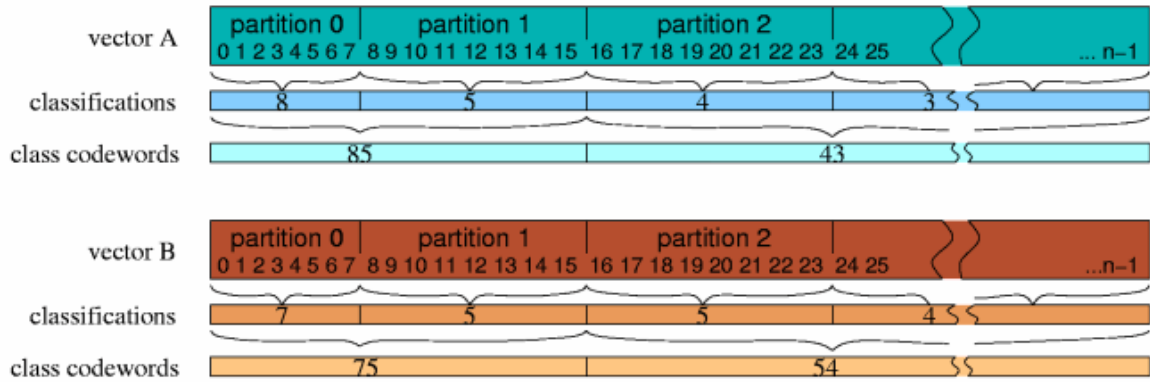 vector A partition 0 partition 1 partition 2
0 1 2 3 4 5 6 7 8 9 10 11 12 13 14 15 16 17 18 19 20 21 22 23 24 25 ... n−1
classifications 8 5 4 3
class codewords 85 43
vector B partition 0 partition 1 partition 2
0 1 2 3 4 5 6 7 8 9 10 11 12 13 14 15 16 17 18 19 20 21 22 23 24 25 ...n−1
classifications 7 5 5 4
class codewords 75 54